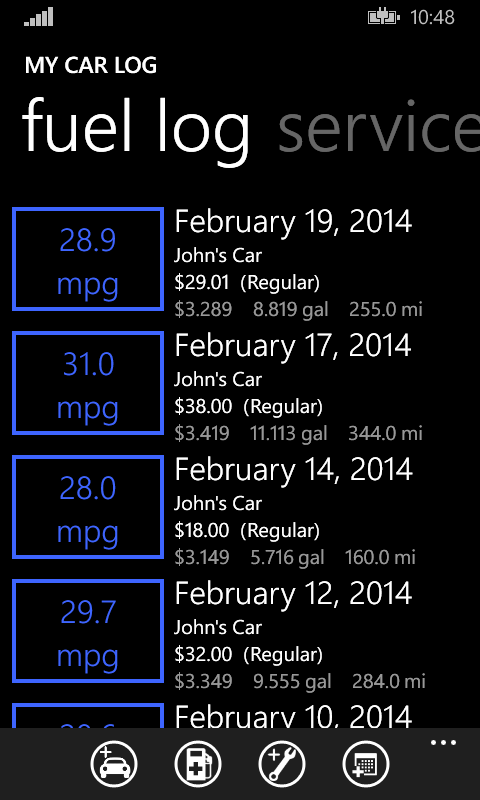 10:48
MY CAR LOG
fuel log service
28.9
mpg
February 19, 2014
John's Car
$29.01 (Regular)
$3.289 8.819 gal 255.0 mi
31.0
mpg
February 17, 2014
John's Car
$38.00 (Regular)
$3.419 11.113 gal 344.0 mi
28.0
mpg
February 14, 2014
John's Car
$18.00 (Regular)
$3.149 5.716 gal 160.0 mi
29.7
mpg
February 12, 2014
John's Car
$32.00 (Regular)
$3.349 9.555 gal 284.0 mi
February 10, 2014